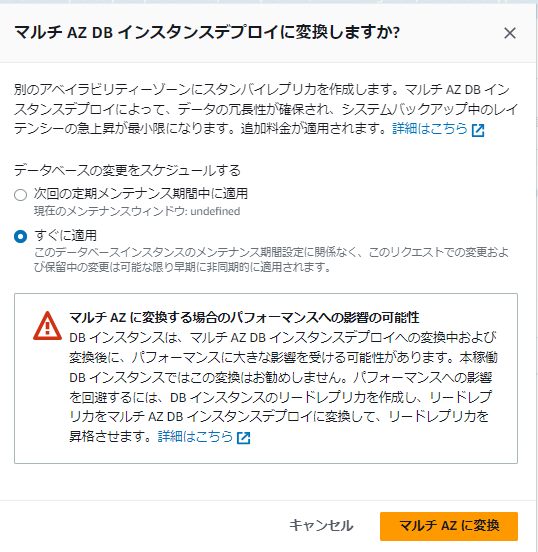 マルチ AZ DB インスタンスデプロイに変換しますか?
別のアベイラビリティーゾーンにスタンバイレプリカを作成します。マルチ AZ DB イン
スタンスデプロイによって、データの冗長性が確保され、システムバックアップ中のレイ
テンシーの急上昇が最小限になります。追加料金が適用されます。詳細はこちら
データベースの変更をスケジュールする
次回の定期メンテナンス期間中に適用
現在のメンテナンスウィンドウ: undefined
すぐに適用
このデータベースインスタンスのメンテナンス期間設定に関係なく、このリクエストでの変更およ
び保留中の変更は可能な限り早期に非同期的に適用されます。
マルチ AZ に変換する場合のパフォーマンスへの影響の可能性
DB インスタンスは、マルチ AZ DB インスタンスデプロイへの変換中および
変換後に、パフォーマンスに大きな影響を受ける可能性があります。本稼働
DB インスタンスではこの変換はお勧めしません。パフォーマンスへの影響
を回避するには、DB インスタンスのリードレプリカを作成し、リードレプ
リカをマルチ AZ DB インスタンスデプロイに変換して、リードレプリカを
昇格させます。詳細はこちら
キャンセル
マルチ AZ に変換